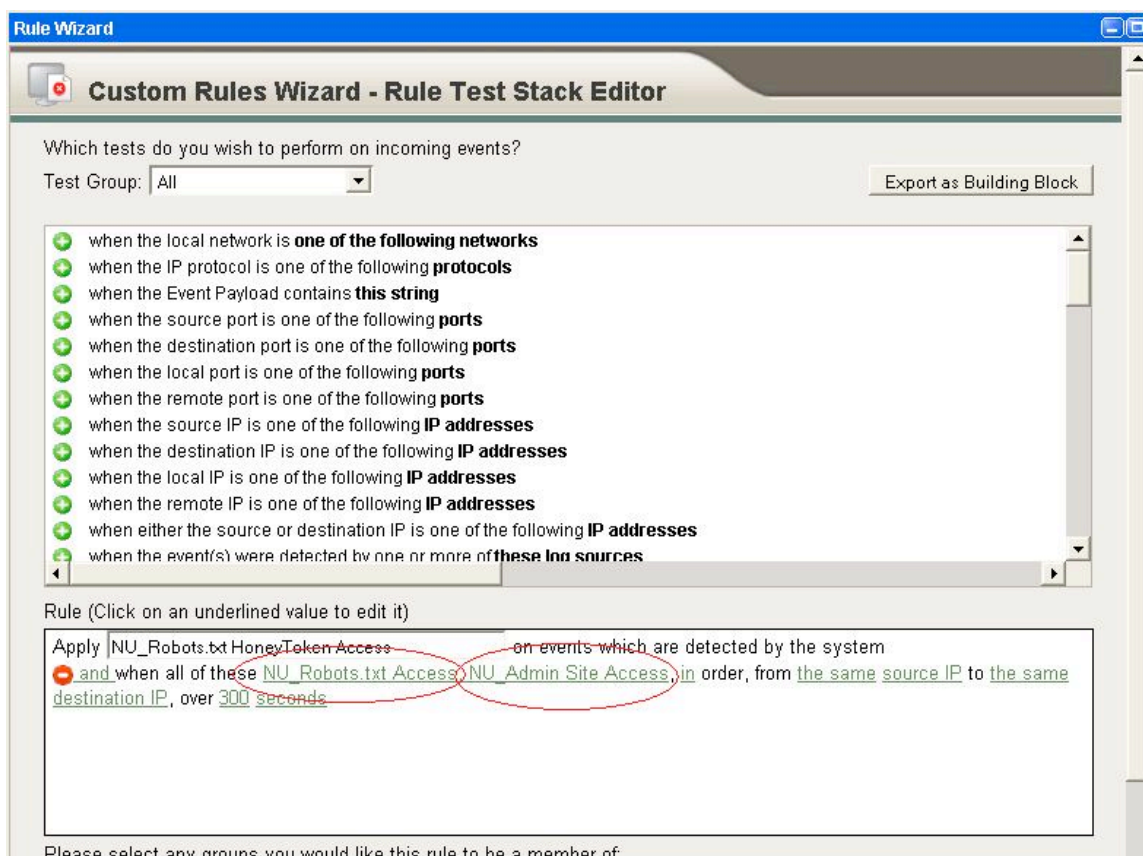 Rule Wizard
Custom Rules Wizard - Rule Test Stack Editor
Which tests do you wish to perform on incoming events?
Test Group: All
Export as Building Block
when the local network is one of the following networks
when the IP protocol is one of the following protocols
when the Event Payload contains this string
when the source port is one of the following ports
when the destination port is one of the following ports
when the local port is one of the following ports
when the remote port is one of the following ports
when the source IP is one of the following IP addresses
when the destination IP is one of the following IP addresses
when the local IP is one of the following IP addresses
when the remote IP is one of the following IP addresses
when either the source or destination IP is one of the following IP addresses
when the event(s) were detected by one or more of these log sources
Rule (Click on an underlined value to edit it)
Apply NU_Robots.txt HoneyToken Access on events which are detected by the system
and when all of these NU_Robots.txt Access, NU_Admin Site Access, in order, from the same source IP to the same
destination IP, over 300 seconds
Please select any groups you would like this rule to be a member of: